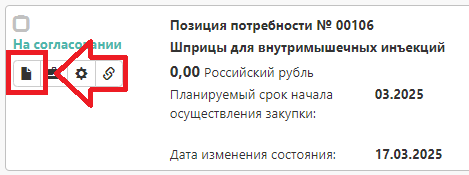 Позиция потребности № 00106
На согласовании
Шприцы для внутримышечных инъекций
0,00 Российский рубль
Планируемый срок начала осуществления закупки: 03.2025
Дата изменения состояния: 17.03.2025